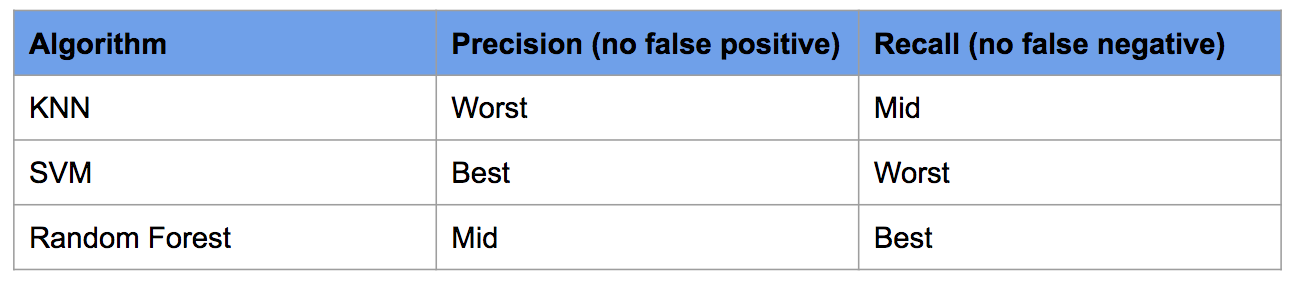 Algorithm Precision (no false positive) Recall (no false negative)
KNN Worst Mid
SVM Best Worst
Random Forest Mid Best